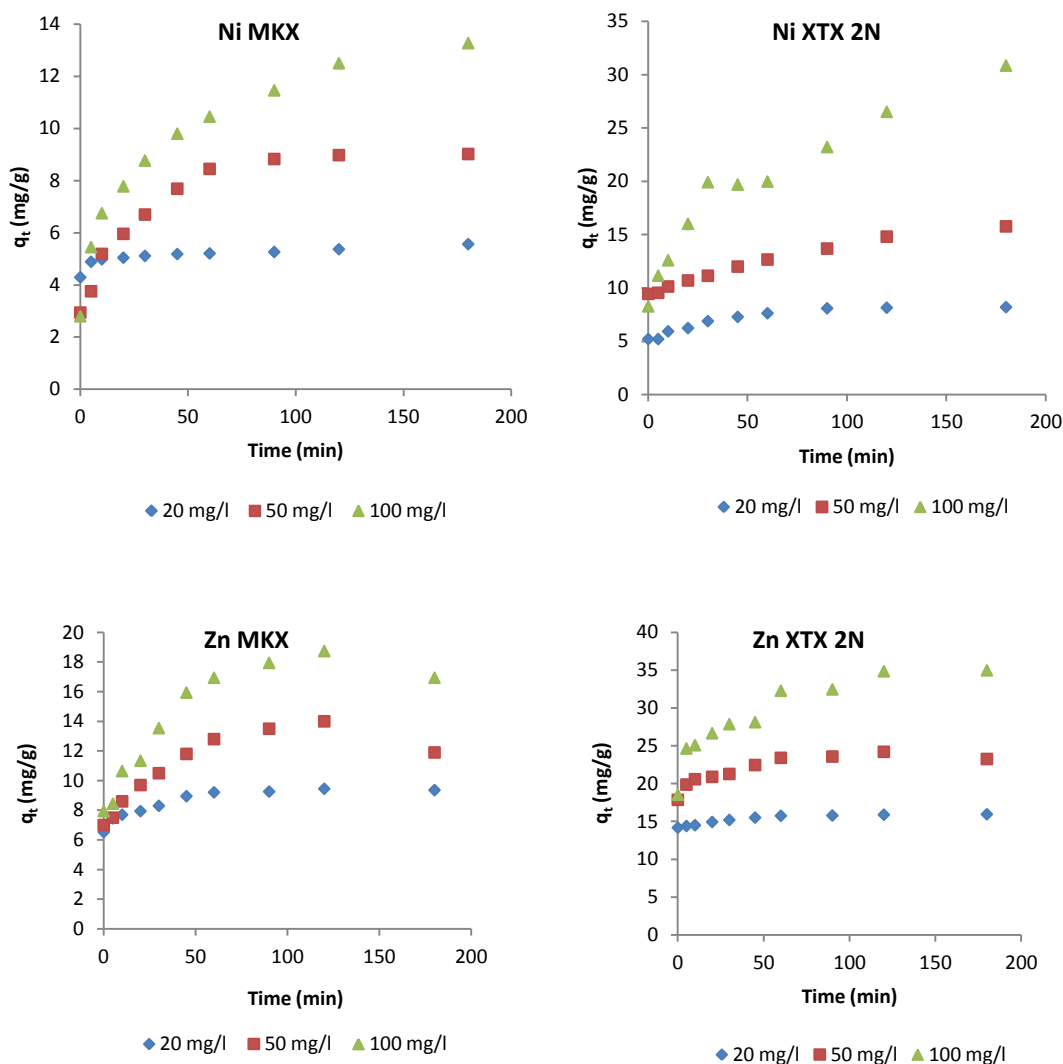 Ni MKX
14
12
10
8
6
4
2
0
qt (mg/g)
0 50 100 150 200
Time (min)
20 mg/l 50 mg/l 100 mg/l
Ni XTX 2N
35
30
25
20
15
10
5
0
qt (mg/g)
0 50 100 150 200
Time (min)
20 mg/l 50 mg/l 100 mg/l
Zn MKX
20
18
16
14
12
10
8
6
4
2
0
qt (mg/g)
0 50 100 150 200
Time (min)
20 mg/l 50 mg/l 100 mg/l
Zn XTX 2N
40
35
30
25
20
15
10
5
0
qt (mg/g)
0 50 100 150 200
Time (min)
20 mg/l 50 mg/l 100 mg/l